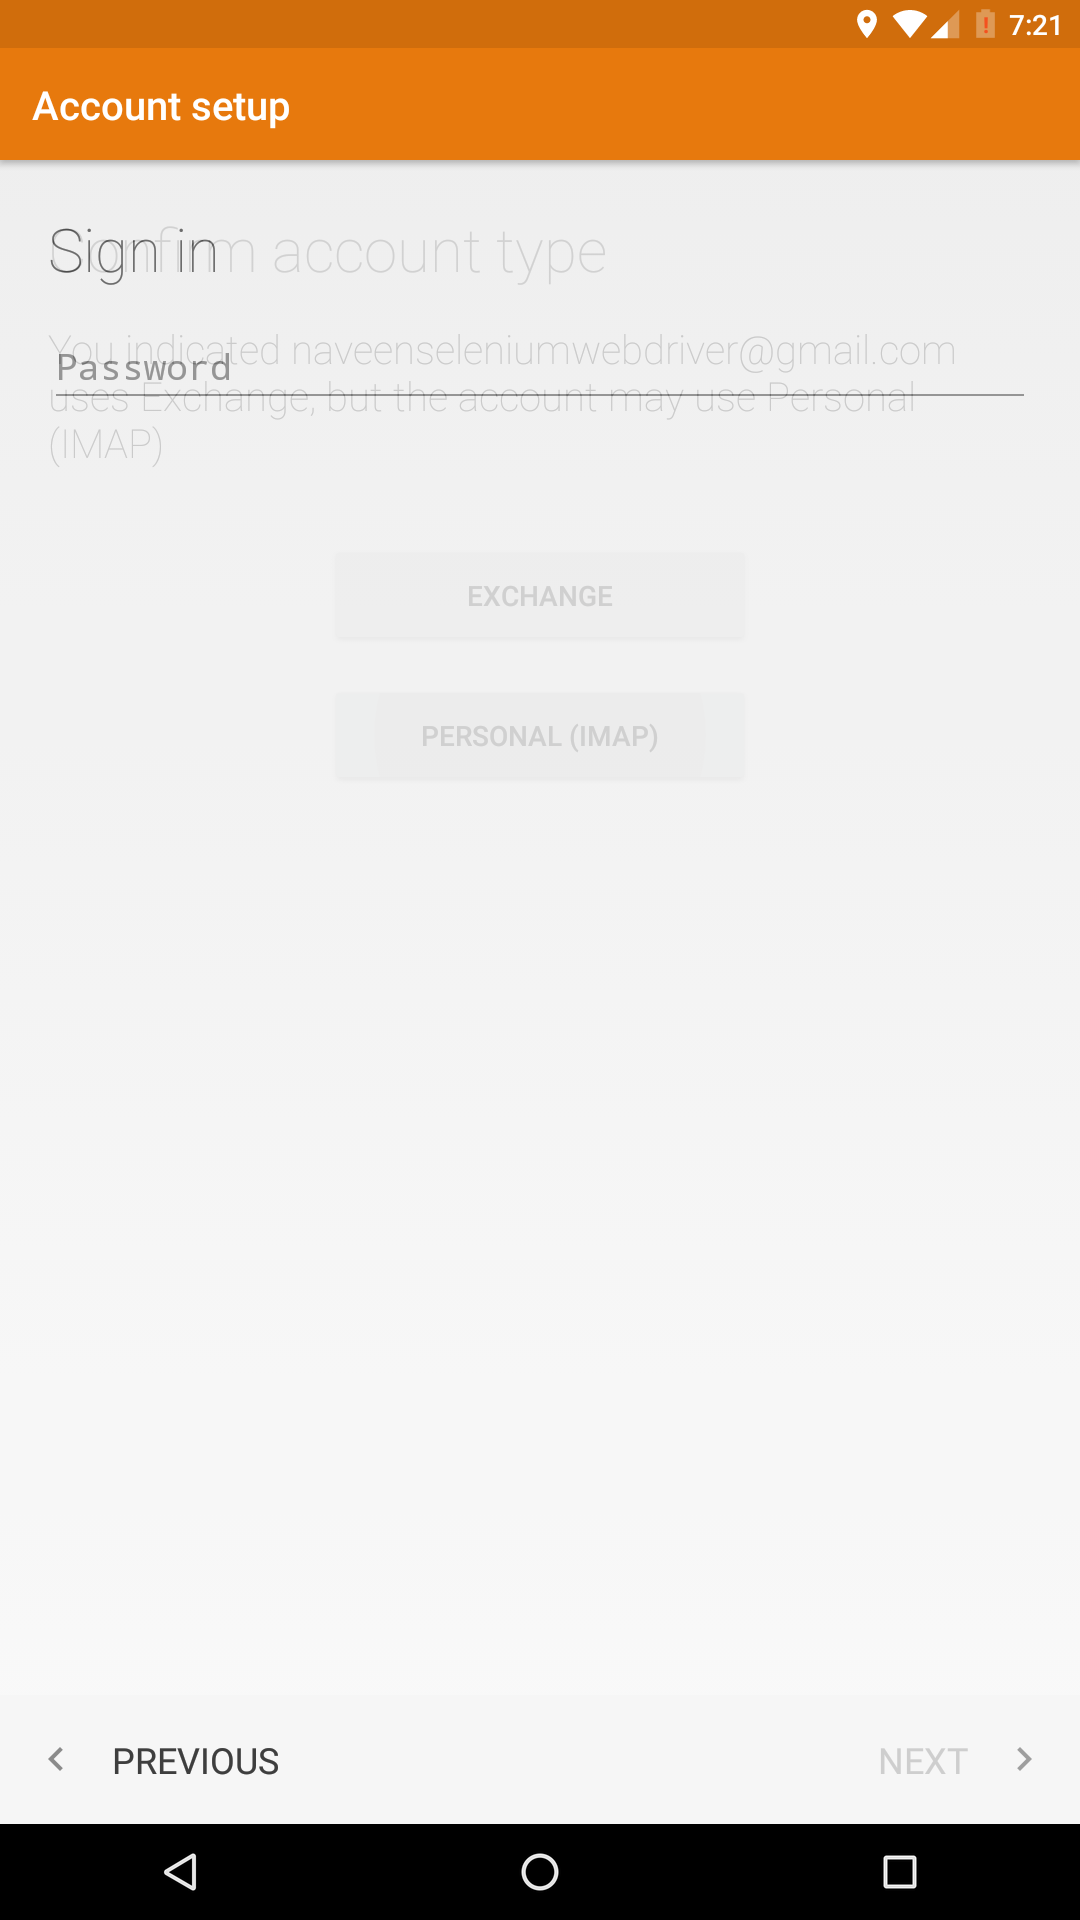 7:21
Account setup
Sign in
Confirm account type
You indicated naveenseleniumwebdriver@gmail.com
Password
uses Exchange, but the account may use Personal
(IMAP)
EXCHANGE
PERSONAL (IMAP)
PREVIOUS
NEXT